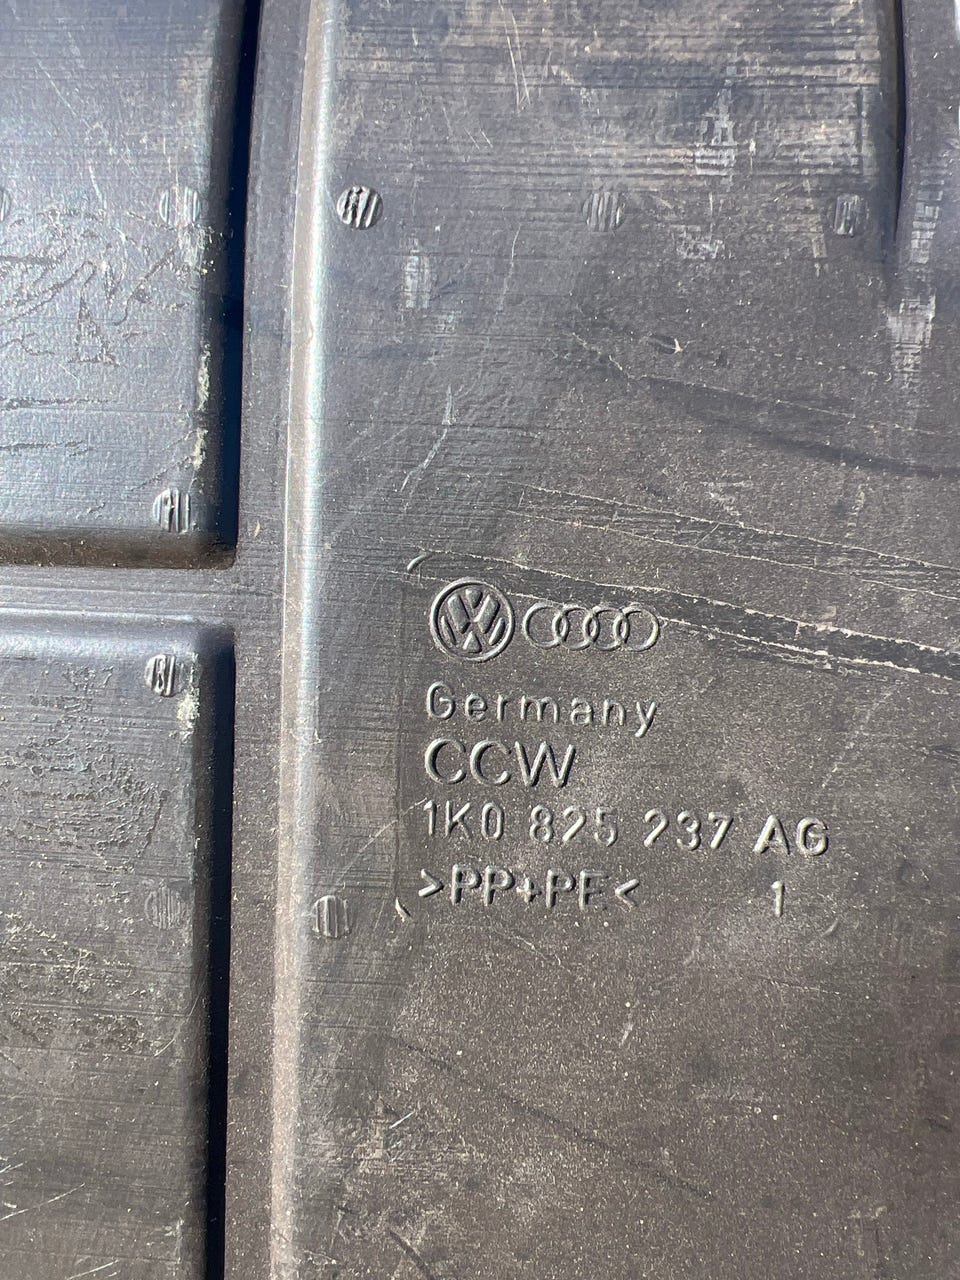 Germany
CCW
1K0 825 237 AG
>PP+PE< 1